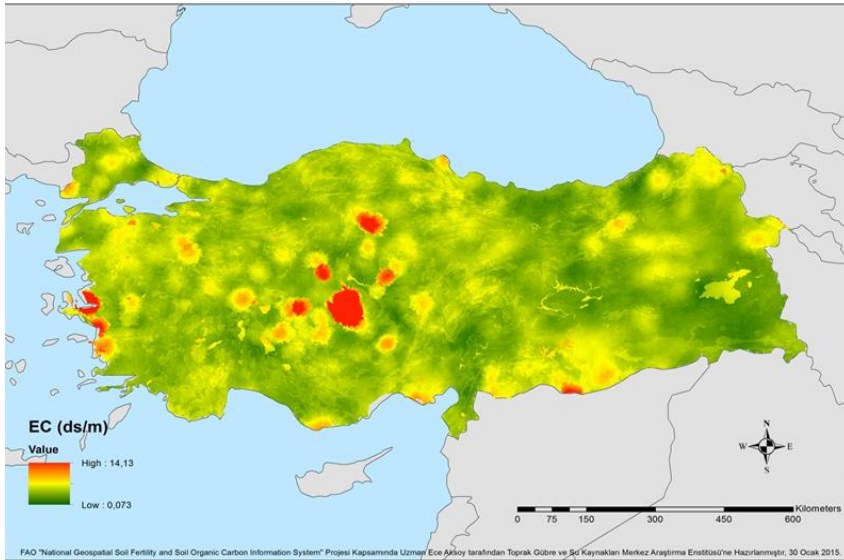 EC (ds/m)
Value
High : 14,13
Low : 0,073
N
W E
S
Kilometers
0 75 150 300 450 600
FAO "National Geospatial Soil Fertility and Soil Organic Carbon Information System" Projesi Kapsamında Uzman Ece Aksoy tarafından Toprak Gübre ve Su Kaynakları Merkez Araştırma Enstitüsü'ne Hazırlanmıştır, 30 Ocak 2015.